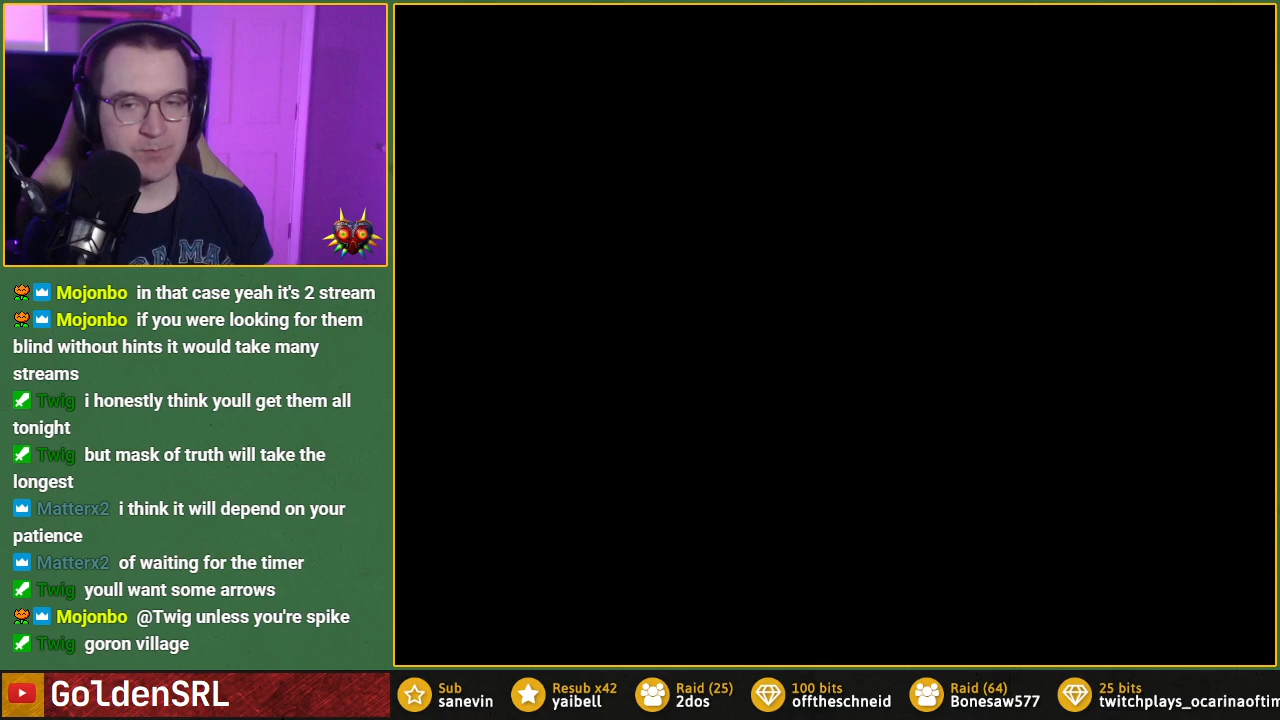 Mojonbo in that case yeah it's 2 stream
Mojonbo if you were looking for them
blind without hints it would take many
streams
Twig i honestly think youll get them all
tonight
Twig but mask of truth will take the
longest
Matterx2 i think it will depend on your
patience
Matterx2 of waiting for the timer
Twig youll want some arrows
Mojonbo @Twig unless you're spike
Twig goron village
GoldenSRL
Sub
sanevin
Resub x42
yaibell
Raid (25)
2dos
100 bits
offtheschneid
Raid (64)
Bonesaw577
25 bits
twitchplays_ocarinaoftim